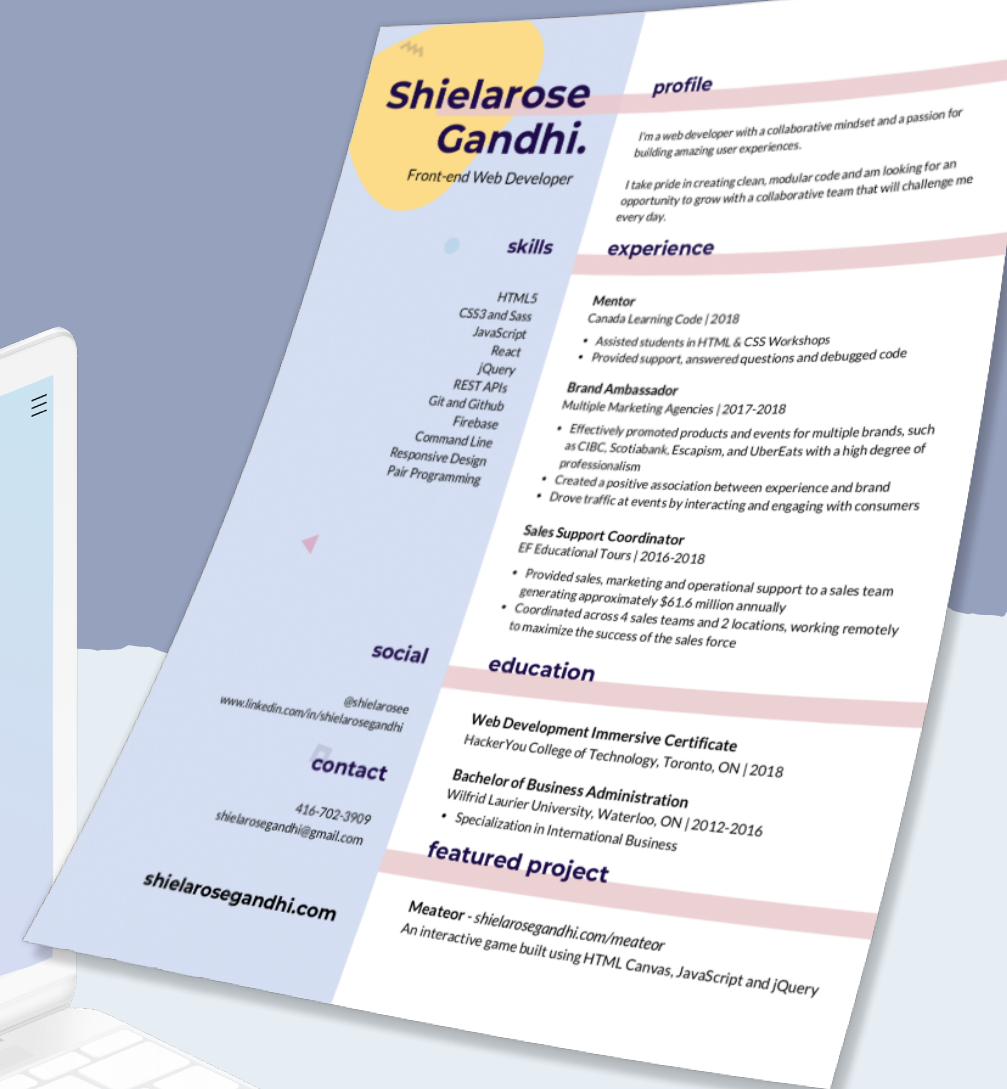 Shielarose
Gandhi.
Front-end Web Developer
skills
HTML5
CSS3 and Sass
JavaScript
React
jQuery
REST APIs
Git and Github
Firebase
Command Line
Responsive Design
Pair Programming
social
@shielarosee
www.linkedin.com/in/shielarosegandhi
contact
416-702-3909
shielarosegandhi@gmail.com
shielarosegandhi.com
profile
I'm a web developer with a collaborative mindset and a passion for
building amazing user experiences.
I take pride in creating clean, modular code and am looking for an
opportunity to grow with a collaborative team that will challenge me
every day.
experience
Mentor
Canada Learning Code | 2018
• Assisted students in HTML & CSS Workshops
• Provided support, answered questions and debugged code
Brand Ambassador
Multiple Marketing Agencies | 2017-2018
• Effectively promoted products and events for multiple brands, such
as CIBC, Scotiabank, Escapism, and UberEats with a high degree of
professionalism
• Created a positive association between experience and brand
• Drove traffic at events by interacting and engaging with consumers
Sales Support Coordinator
EF Educational Tours | 2016-2018
• Provided sales, marketing and operational support to a sales team
generating approximately $61.6 million annually
• Coordinated across 4 sales teams and 2 locations, working remotely
to maximize the success of the sales force
education
Web Development Immersive Certificate
HackerYou College of Technology, Toronto, ON | 2018
Bachelor of Business Administration
Wilfrid Laurier University, Waterloo, ON | 2012-2016
• Specialization in International Business
featured project
Meateor - shielarosegandhi.com/meateor
An interactive game built using HTML Canvas, JavaScript and jQuery